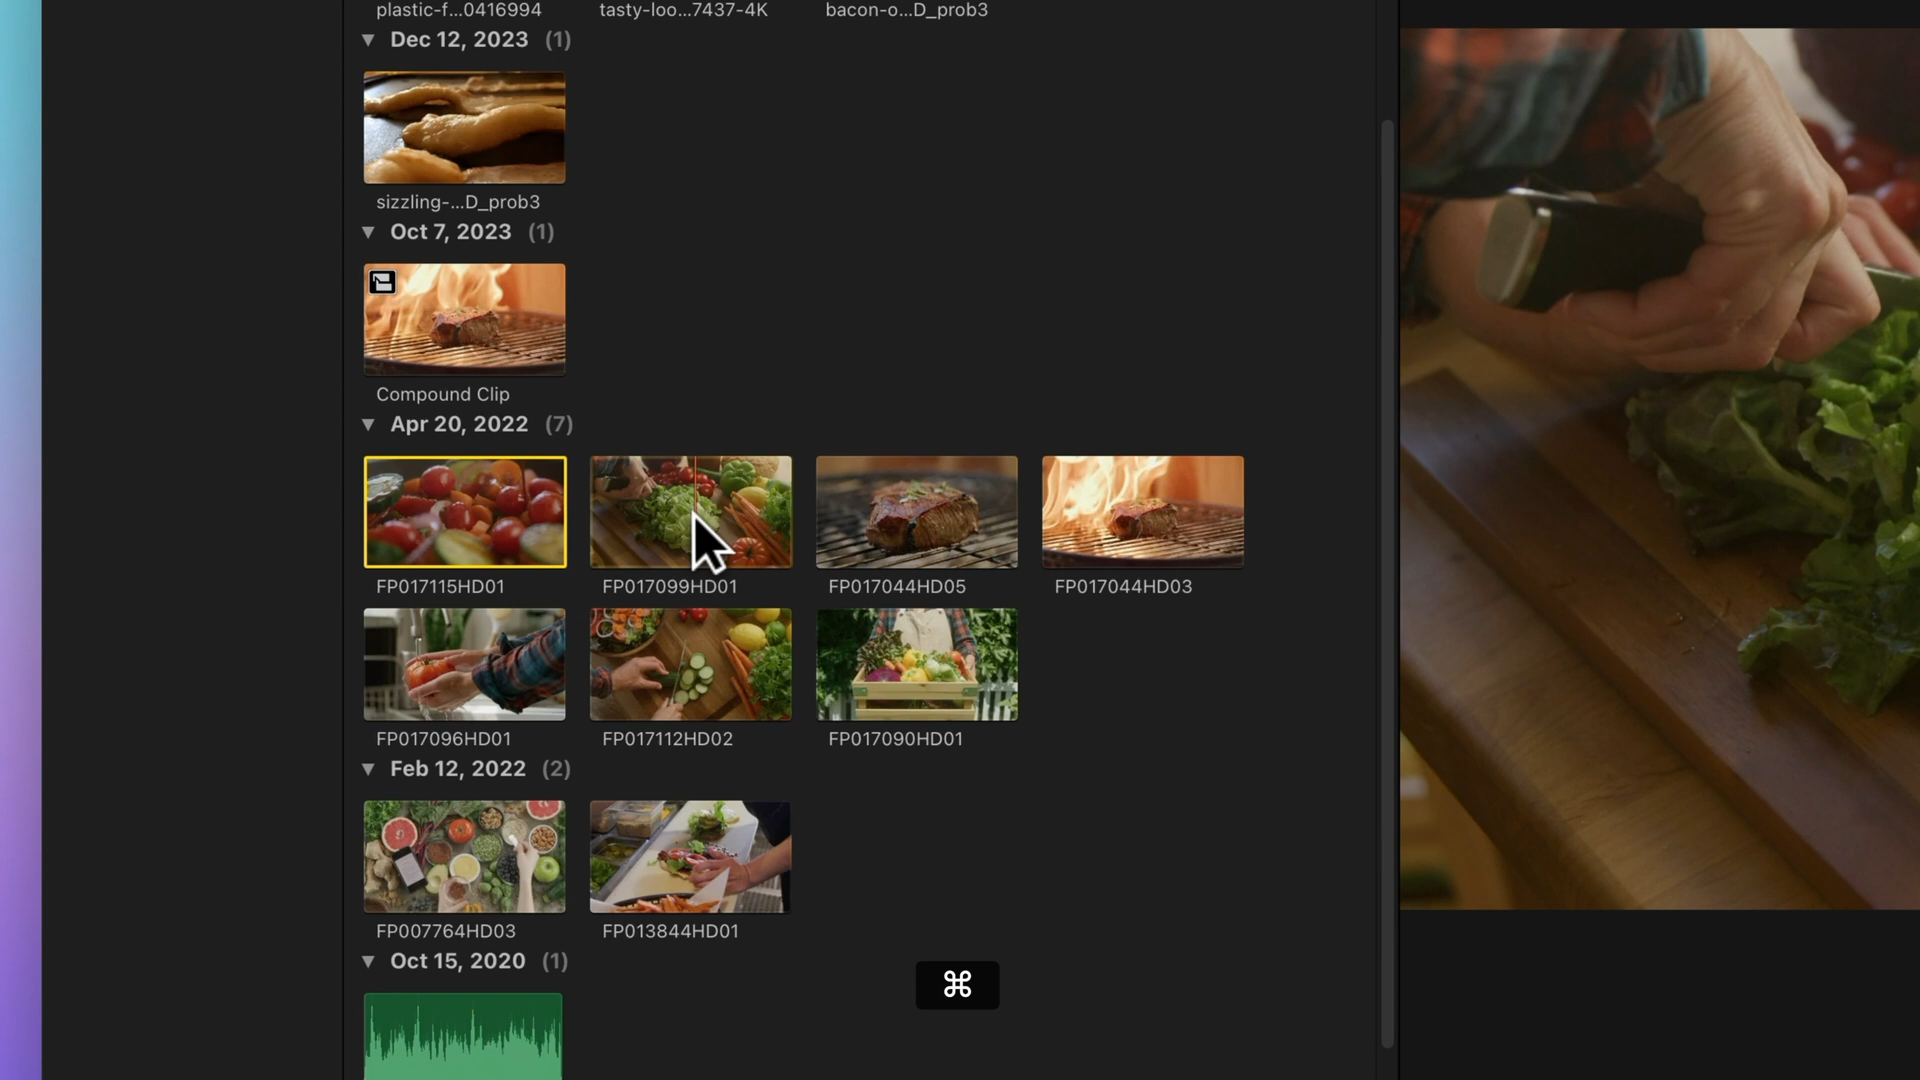 plastic-f...0416994 tasty-loo...7437-4K bacon-o...D_prob3
Dec 12, 2023 (1)
sizzling-...D_prob3
Oct 7, 2023 (1)
Compound Clip
Apr 20, 2022 (7)
FP017115HD01 FP017099HD01 FP017044HD05 FP017044HD03
FP017096HD01 FP017112HD02 FP017090HD01
Feb 12, 2022 (2)
FP007764HD03 FP013844HD01
Oct 15, 2020 (1)
⌘